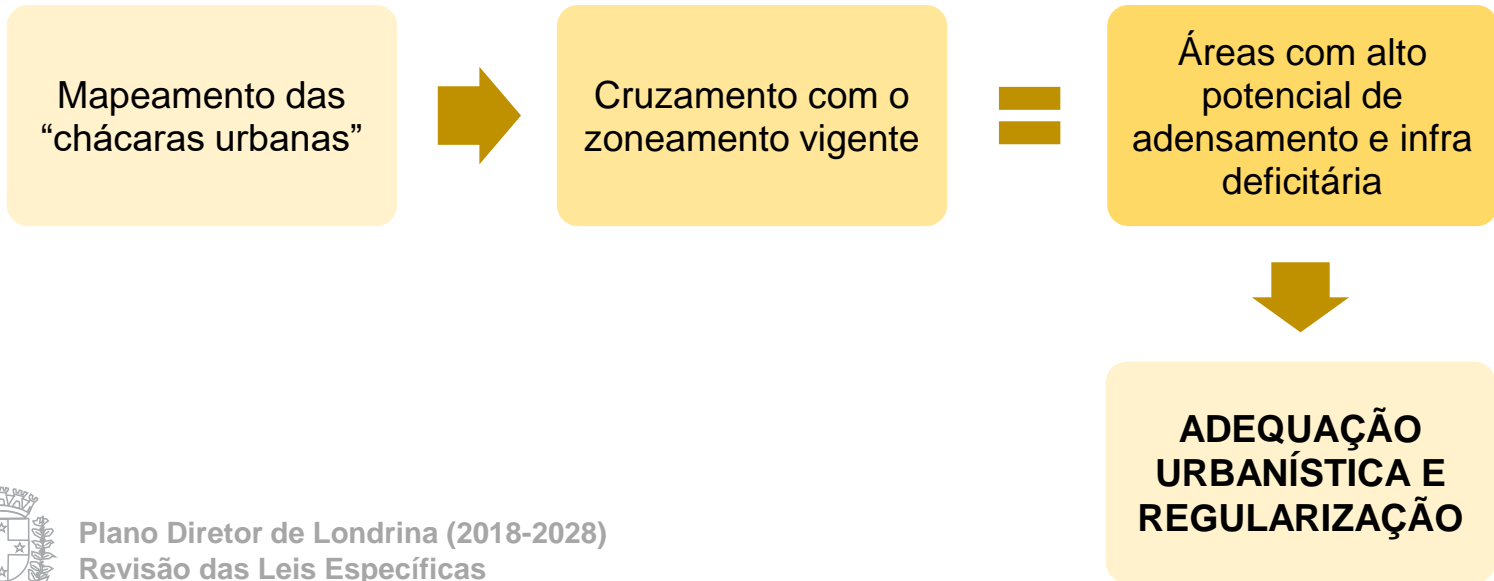 Mapeamento das
“chácaras urbanas”
Cruzamento com o
zoneamento vigente
Áreas com alto
potencial de
adensamento e infra
deficitária
ADEQUAÇÃO
URBANÍSTICA E
REGULARIZAÇÃO
Plano Diretor de Londrina (2018-2028)
Revisão das Leis Específicas